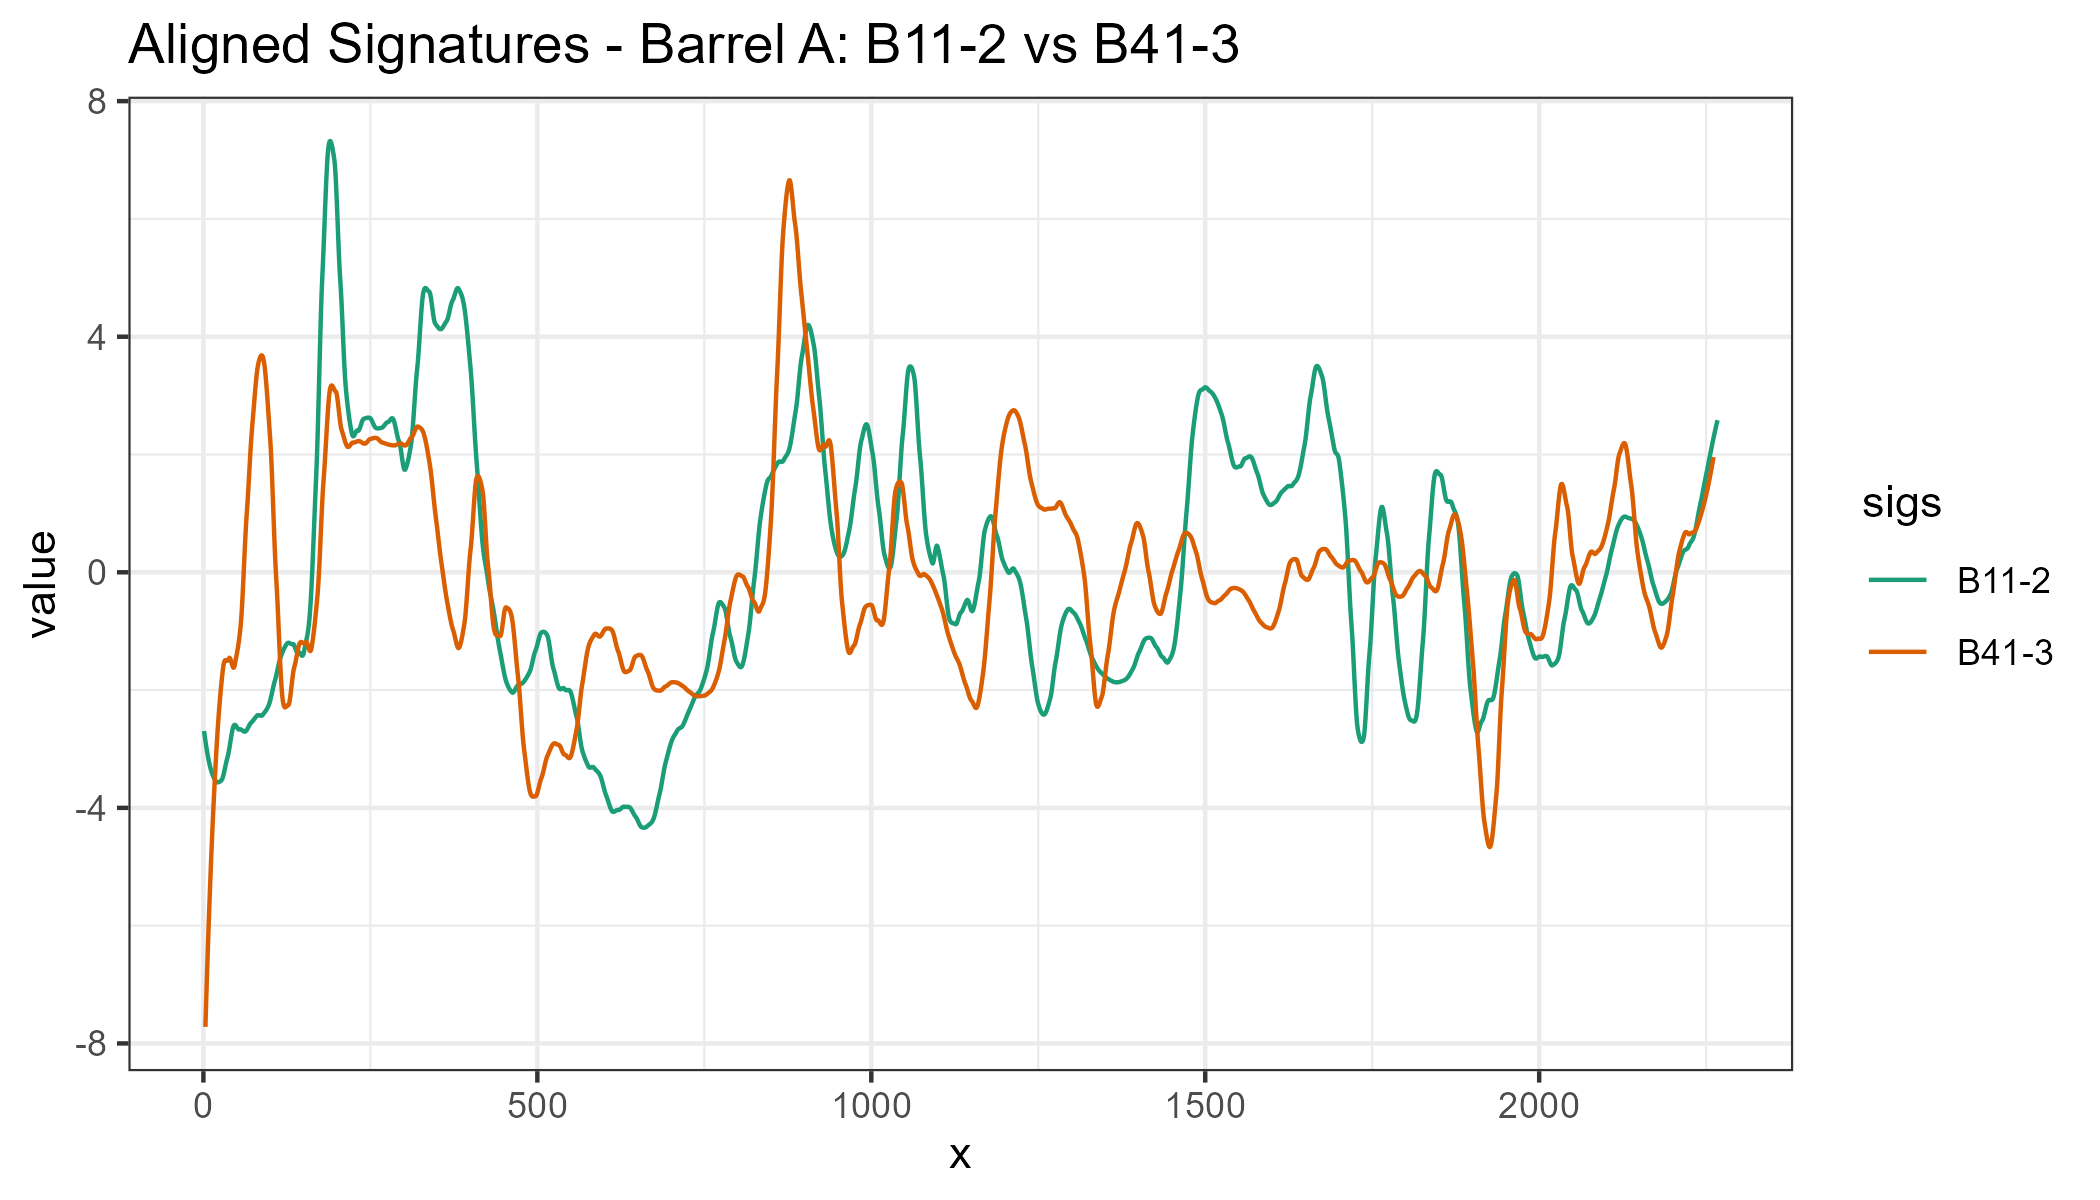 Aligned Signatures - Barrel A: B11-2 vs B41-3
8
4
0
-4
-8
value
0 500 1000 1500 2000
x
sigs
B11-2
B41-3